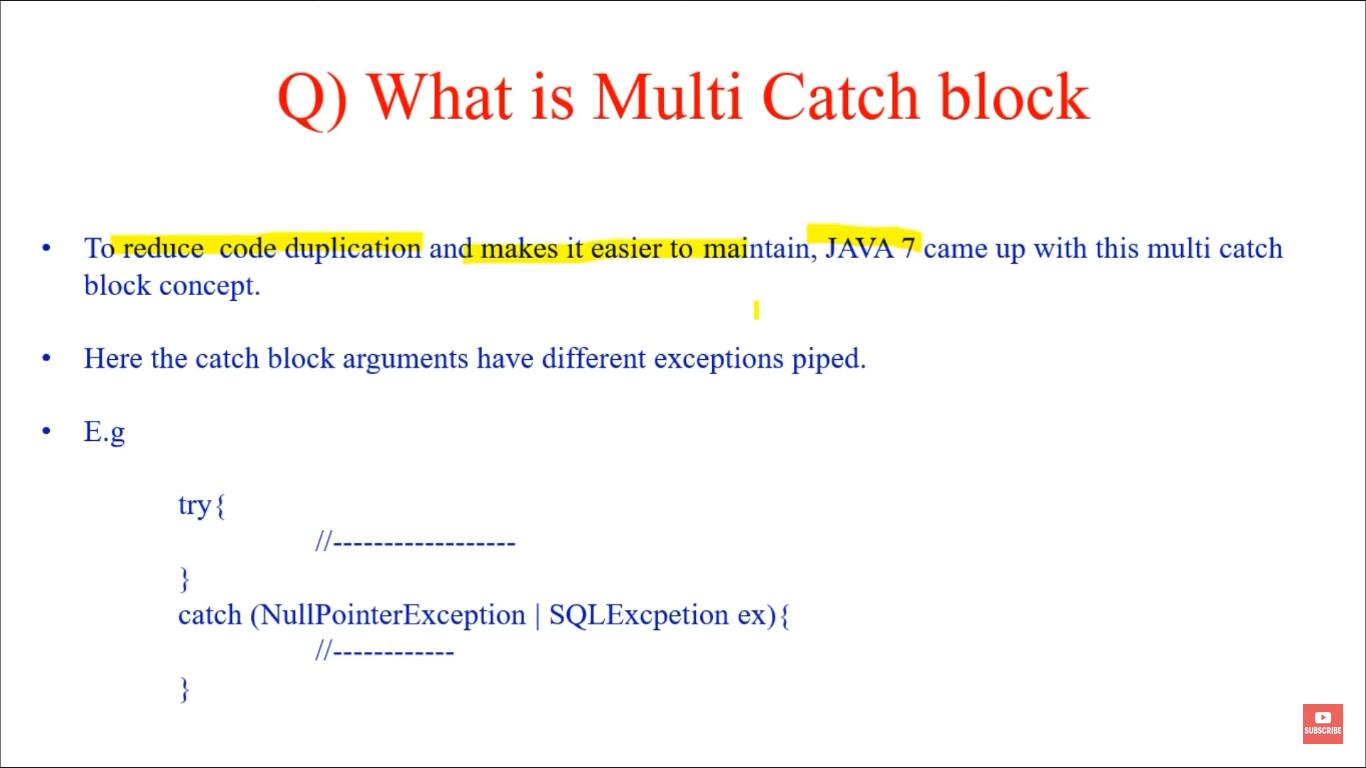 Q) What is Multi Catch block
• To reduce code duplication and makes it easier to maintain, JAVA 7 came up with this multi catch
block concept.
• Here the catch block arguments have different exceptions piped.
• E.g
try{
//------------------
}
catch (NullPointerException | SQLExcpetion ex){
//------------
}
SUBSCRIBE